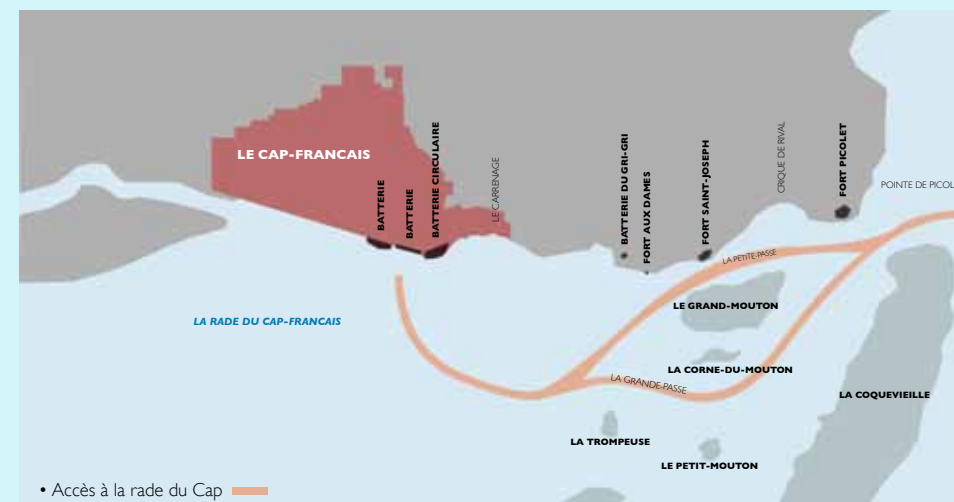 LE CAP-FRANCAIS
BATTERIE
BATTERIE
BATTERIE CIRCULAIRE
LE CARRENAGE
BATTERIE DU GRI-GRI
FORT AUX DAMES
FORT SAINT-JOSEPH
CRIQUE DE RIVAL
FORT PICOLET
POINTE DE PICOL
LA PETITE-PASSE
LE GRAND-MOUTON
LA RADE DU CAP-FRANCAIS
LA CORNE-DU-MOUTON
LA GRANDE-PASSE
LA COQUEVIEILLE
LA TROMPEUSE
LE PETIT-MOUTON
• Accès à la rade du Cap